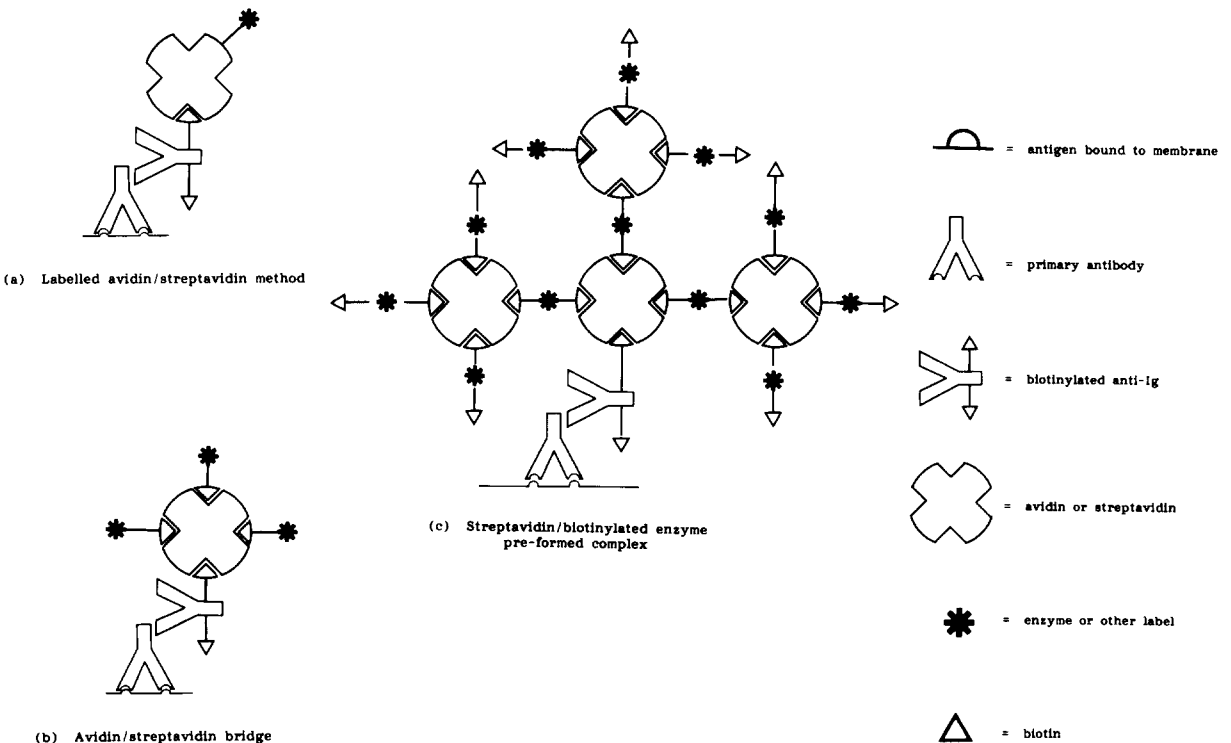 (a) Labelled avidin/streptavidin method
(b) Avidin/streptavidin bridge
(c) Streptavidin/biotinylated enzyme
pre-formed complex
= antigen bound to membrane
= primary antibody
= biotinylated anti-Ig
= avidin or streptavidin
= enzyme or other label
= biotin